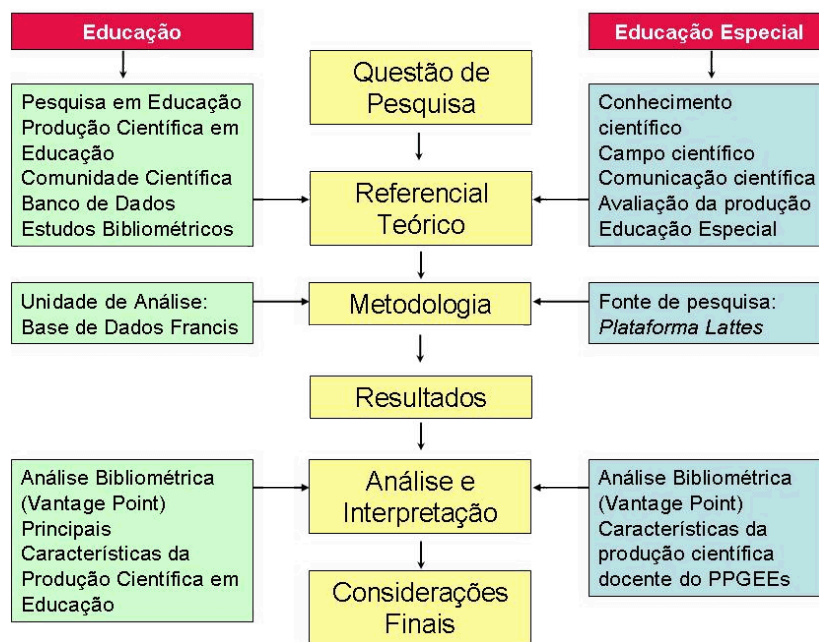 Educação
Educação Especial
Questão de
Pesquisa
Pesquisa em Educação
Produção Científica em
Educação
Comunidade Científica
Banco de Dados
Estudos Bibliométricos
Conhecimento
científico
Campo científico
Comunicação científica
Avaliação da produção
Educação Especial
Referencial
Teórico
Unidade de Análise:
Base de Dados Francis
Metodologia
Fonte de pesquisa:
Plataforma Lattes
Resultados
Análise Bibliométrica
(Vantage Point)
Principais
Características da
Produção Científica em
Educação
Análise e
Interpretação
Análise Bibliométrica
(Vantage Point)
Características da
produção científica
docente do PPGEEs
Considerações
Finais